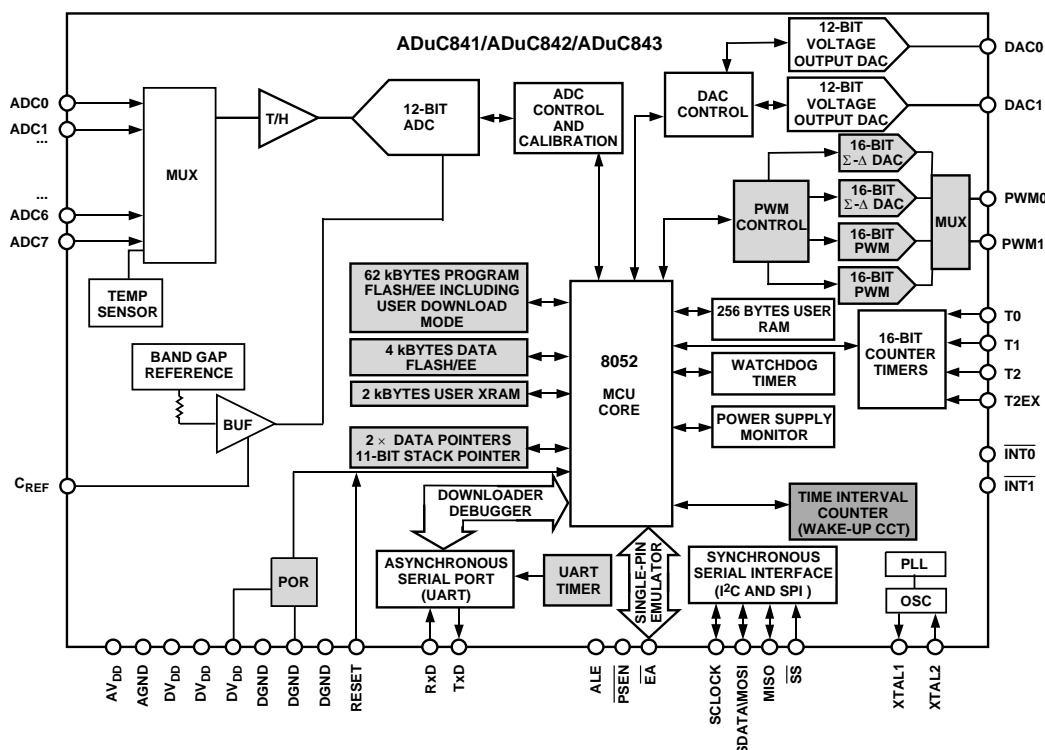 ADuC841/ADuC842/ADuC843
ADC0
ADC1
...
...
ADC6
ADC7
MUX
T/H
12-BIT
ADC
ADC
CONTROL
AND
CALIBRATION
DAC
CONTROL
12-BIT
VOLTAGE
OUTPUT DAC
12-BIT
VOLTAGE
OUTPUT DAC
DAC0
DAC1
PWM
CONTROL
16-BIT
Σ-Δ DAC
16-BIT
Σ-Δ DAC
16-BIT
PWM
16-BIT
PWM
MUX
PWM0
PWM1
TEMP
SENSOR
BAND GAP
REFERENCE
BUF
CREF
62 kBYTES PROGRAM
FLASH/EE INCLUDING
USER DOWNLOAD
MODE
4 kBYTES DATA
FLASH/EE
2 kBYTES USER XRAM
2 × DATA POINTERS
11-BIT STACK POINTER
8052
MCU
CORE
256 BYTES USER
RAM
WATCHDOG
TIMER
POWER SUPPLY
MONITOR
16-BIT
COUNTER
TIMERS
T0
T1
T2
T2EX
INT0
INT1
TIME INTERVAL
COUNTER
(WAKE-UP CCT)
DOWNLOADER
DEBUGGER
POR
ASYNCHRONOUS
SERIAL PORT
(UART)
UART
TIMER
SINGLE-PIN
EMULATOR
SYNCHRONOUS
SERIAL INTERFACE
(I2C AND SPI )
PLL
OSC
AVDD
AGND
DVDD
DVDD
DVDD
DGND
DGND
DGND
RESET
RxD
TxD
ALE
PSEN
EA
SCLOCK
SDATA\MOSI
MISO
SS
XTAL1
XTAL2